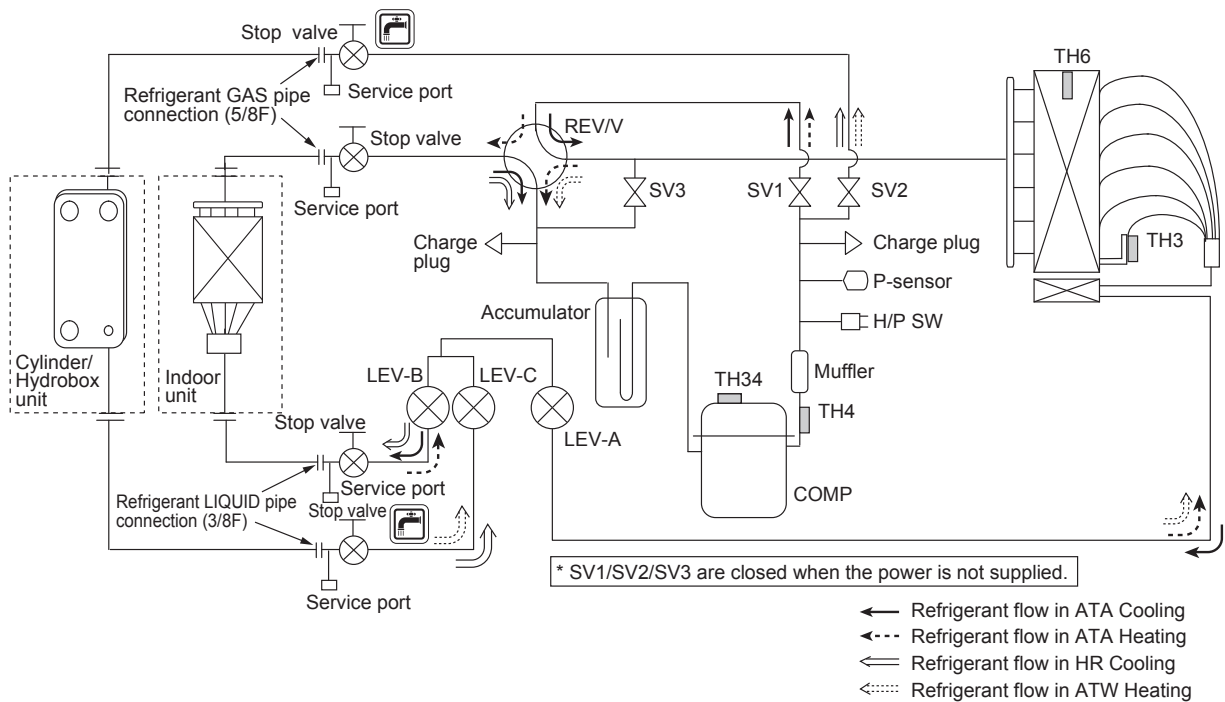 Stop valve
Refrigerant GAS pipe
connection (5/8F)
Service port
Stop valve
Service port
REV/V
SV3
SV1
SV2
TH6
TH3
Charge
plug
Charge plug
P-sensor
H/P SW
Muffler
TH4
Accumulator
TH34
COMP
Cylinder/
Hydrobox
unit
Indoor
unit
LEV-B
LEV-C
LEV-A
Stop valve
Service port
Refrigerant LIQUID pipe
connection (3/8F)
Stop valve
Service port
* SV1/SV2/SV3 are closed when the power is not supplied.
Refrigerant flow in ATA Cooling
Refrigerant flow in ATA Heating
Refrigerant flow in HR Cooling
Refrigerant flow in ATW Heating